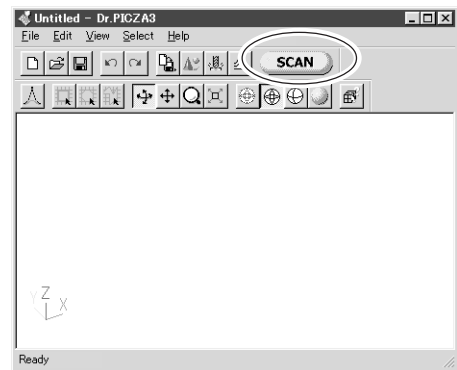 Untitled - Dr.PICZA3
File Edit View Select Help
SCAN
Z
Y X
Ready